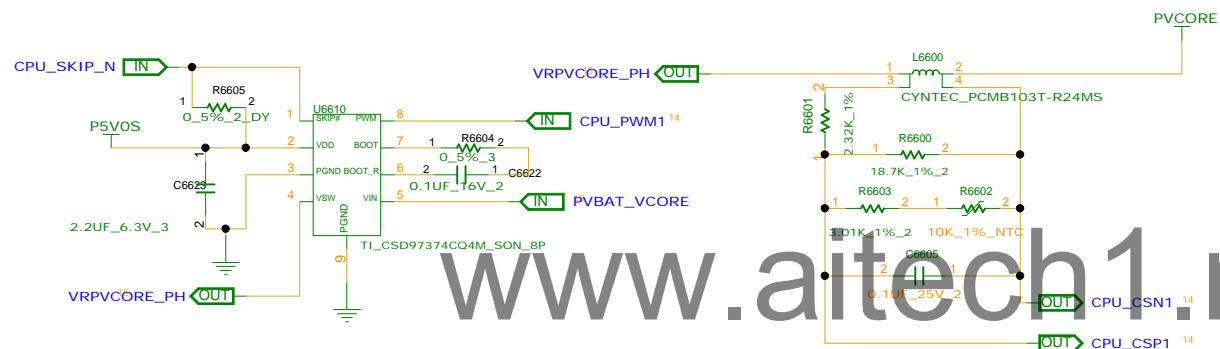 PVCORE
CPU_SKIP_N IN
VRPVCORE_PH OUT
1 L6600 2
3 4
CYNTEC_PCMB103T-R24MS
1 R6605 2
0_5%_2_DY
P5V0S
U6610
1 SKIP# PWM 8
IN CPU_PWM1 14
2 VDD BOOT 7
1 R6604 2
0_5%_3
3 PGND BOOT_R 6
2 1 C6622
0.1UF_16V_2
4 VSW VIN 5
IN PVBAT_VCORE
PGND
9
TI_CSD97374CQ4M_SON_8P
1
C6623
2
2.2UF_6.3V_3
VRPVCORE_PH OUT
2
R6601
2.32K_1%
1
R6600
1 2
18.7K_1%_2
R6603 R6602
1 2 1 2
3.01K_1%_2 10K_1%_NTC
C6605
2 1
0.1UF_25V_2
OUT CPU_CSN1 14
OUT CPU_CSP1 14
www.aitech1.r